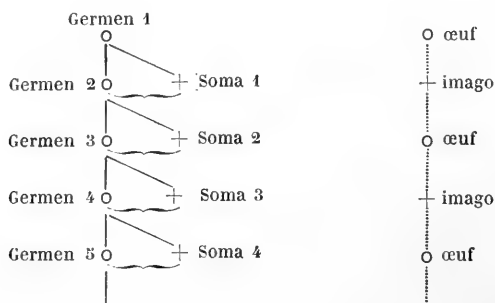 Germen 1
œuf
Germen 2 Soma 1 imago
Germen 3 Soma 2 œuf
Germen 4 Soma 3 imago
Germen 5 Soma 4 œuf